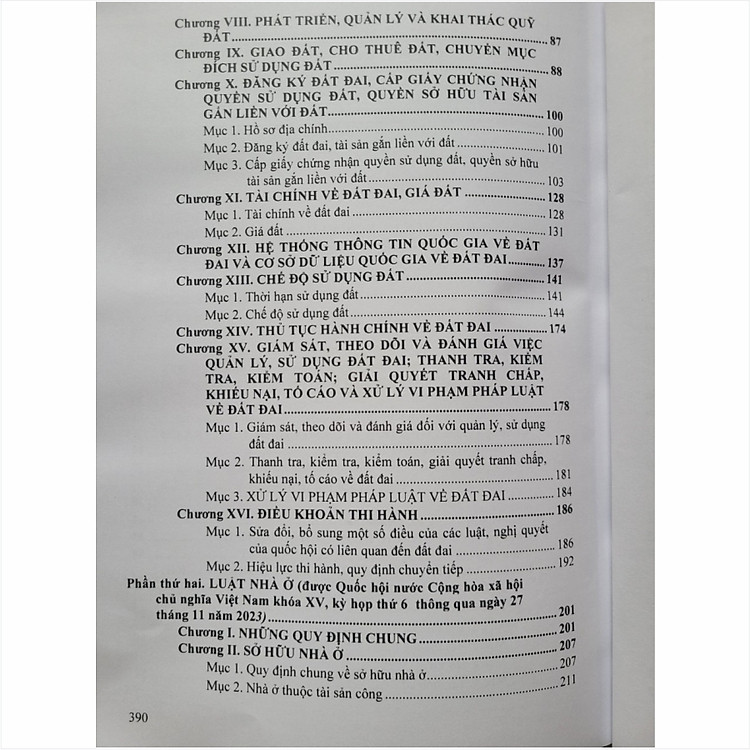 Chương VIII. PHÁT TRIỂN, QUẢN LÝ VÀ KHAI THÁC QUỸ
ĐẤT........................................................................87
Chương IX. GIAO ĐẤT, CHO THUÊ ĐẤT, CHUYỂN MỤC
ĐÍCH SỬ DỤNG ĐẤT................................................88
Chương X. ĐĂNG KÝ ĐẤT ĐAI, CẤP GIẤY CHỨNG NHẬN
QUYỀN SỬ DỤNG ĐẤT, QUYỀN SỞ HỮU TÀI SẢN
GẮN LIỀN VỚI ĐẤT................................................100
Mục 1. Hồ sơ địa chính................................................100
Mục 2. Đăng ký đất đai, tài sản gắn liền với đất....................101
Mục 3. Cấp giấy chứng nhận quyền sử dụng đất, quyền sở hữu
tài sản gắn liền với đất................................103
Chương XI. TÀI CHÍNH VỀ ĐẤT ĐAI, GIÁ ĐẤT ....................128
Mục 1. Tài chính về đất đai................................................128
Mục 2. Giá đất................................................131
Chương XII. HỆ THỐNG THÔNG TIN QUỐC GIA VỀ ĐẤT
ĐAI VÀ CƠ SỞ DỮ LIỆU QUỐC GIA VỀ ĐẤT ĐAI..........137
Chương XIII. CHẾ ĐỘ SỬ DỤNG ĐẤT................................141
Mục 1. Thời hạn sử dụng đất................................................141
Mục 2. Chế độ sử dụng đất................................................144
Chương XIV. THỦ TỤC HÀNH CHÍNH VỀ ĐẤT ĐAI ..............174
Chương XV. GIÁM SÁT, THEO DÕI VÀ ĐÁNH GIÁ VIỆC
QUẢN LÝ, SỬ DỤNG ĐẤT ĐAI; THANH TRA, KIỂM
TRA, KIỂM TOÁN; GIẢI QUYẾT TRANH CHẤP,
KHIẾU NẠI, TỐ CÁO VÀ XỬ LÝ VI PHẠM PHÁP LUẬT
VỀ ĐẤT ĐAI................................................178
Mục 1. Giám sát, theo dõi và đánh giá đối với quản lý, sử dụng
đất đai ................................................178
Mục 2. Thanh tra, kiểm tra, kiểm toán, giải quyết tranh chấp,
khiếu nại, tố cáo về đất đai ................................181
Mục 3. XỬ LÝ VI PHẠM PHÁP LUẬT VỀ ĐẤT ĐAI..............184
Chương XVI. ĐIỀU KHOẢN THI HÀNH................................186
Mục 1. Sửa đổi, bổ sung một số điều của các luật, nghị quyết
của quốc hội có liên quan đến đất đai ....................186
Mục 2. Hiệu lực thi hành, quy định chuyển tiếp ....................192
Phần thứ hai. LUẬT NHÀ Ở (được Quốc hội nước Cộng hòa xã hội
chủ nghĩa Việt Nam khóa XV, kỳ họp thứ 6 thông qua ngày 27
tháng 11 năm 2023)................................................201
Chương I. NHỮNG QUY ĐỊNH CHUNG................................201
Chương II. SỞ HỮU NHÀ Ở................................................207
Mục 1. Quy định chung về sở hữu nhà ở................................207
Mục 2. Nhà ở thuộc tài sản công................................211
390